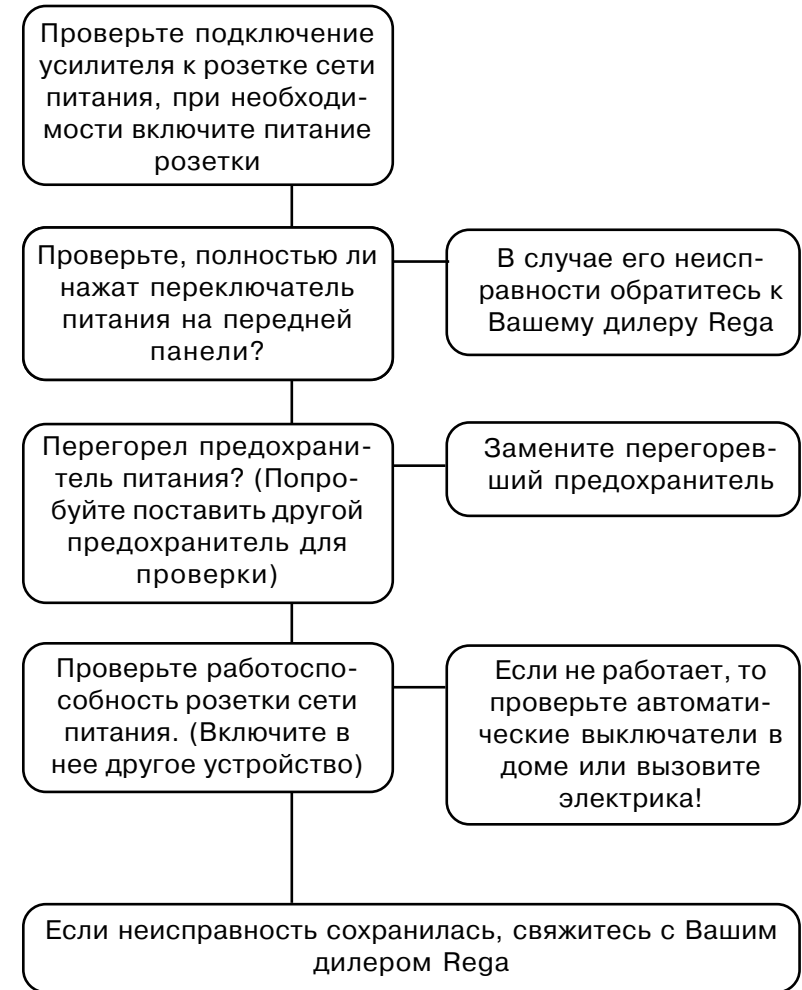 Проверьте подключение
усилителя к розетке сети
питания, при необходи-
мости включите питание
розетки
Проверьте, полностью ли
нажат переключатель
питания на передней
панели?
В случае его неисп-
равности обратитесь к
Вашему дилеру Rega
Перегорел предохрани-
тель питания? (Попро-
буйте поставить другой
предохранитель для
проверки)
Замените перегорев-
ший предохранитель
Проверьте работоспо-
собность розетки сети
питания. (Включите в
нее другое устройство)
Если не работает, то
проверьте автомати-
ческие выключатели в
доме или вызовите
электрика!
Если неисправность сохранилась, свяжитесь с Вашим
дилером Rega